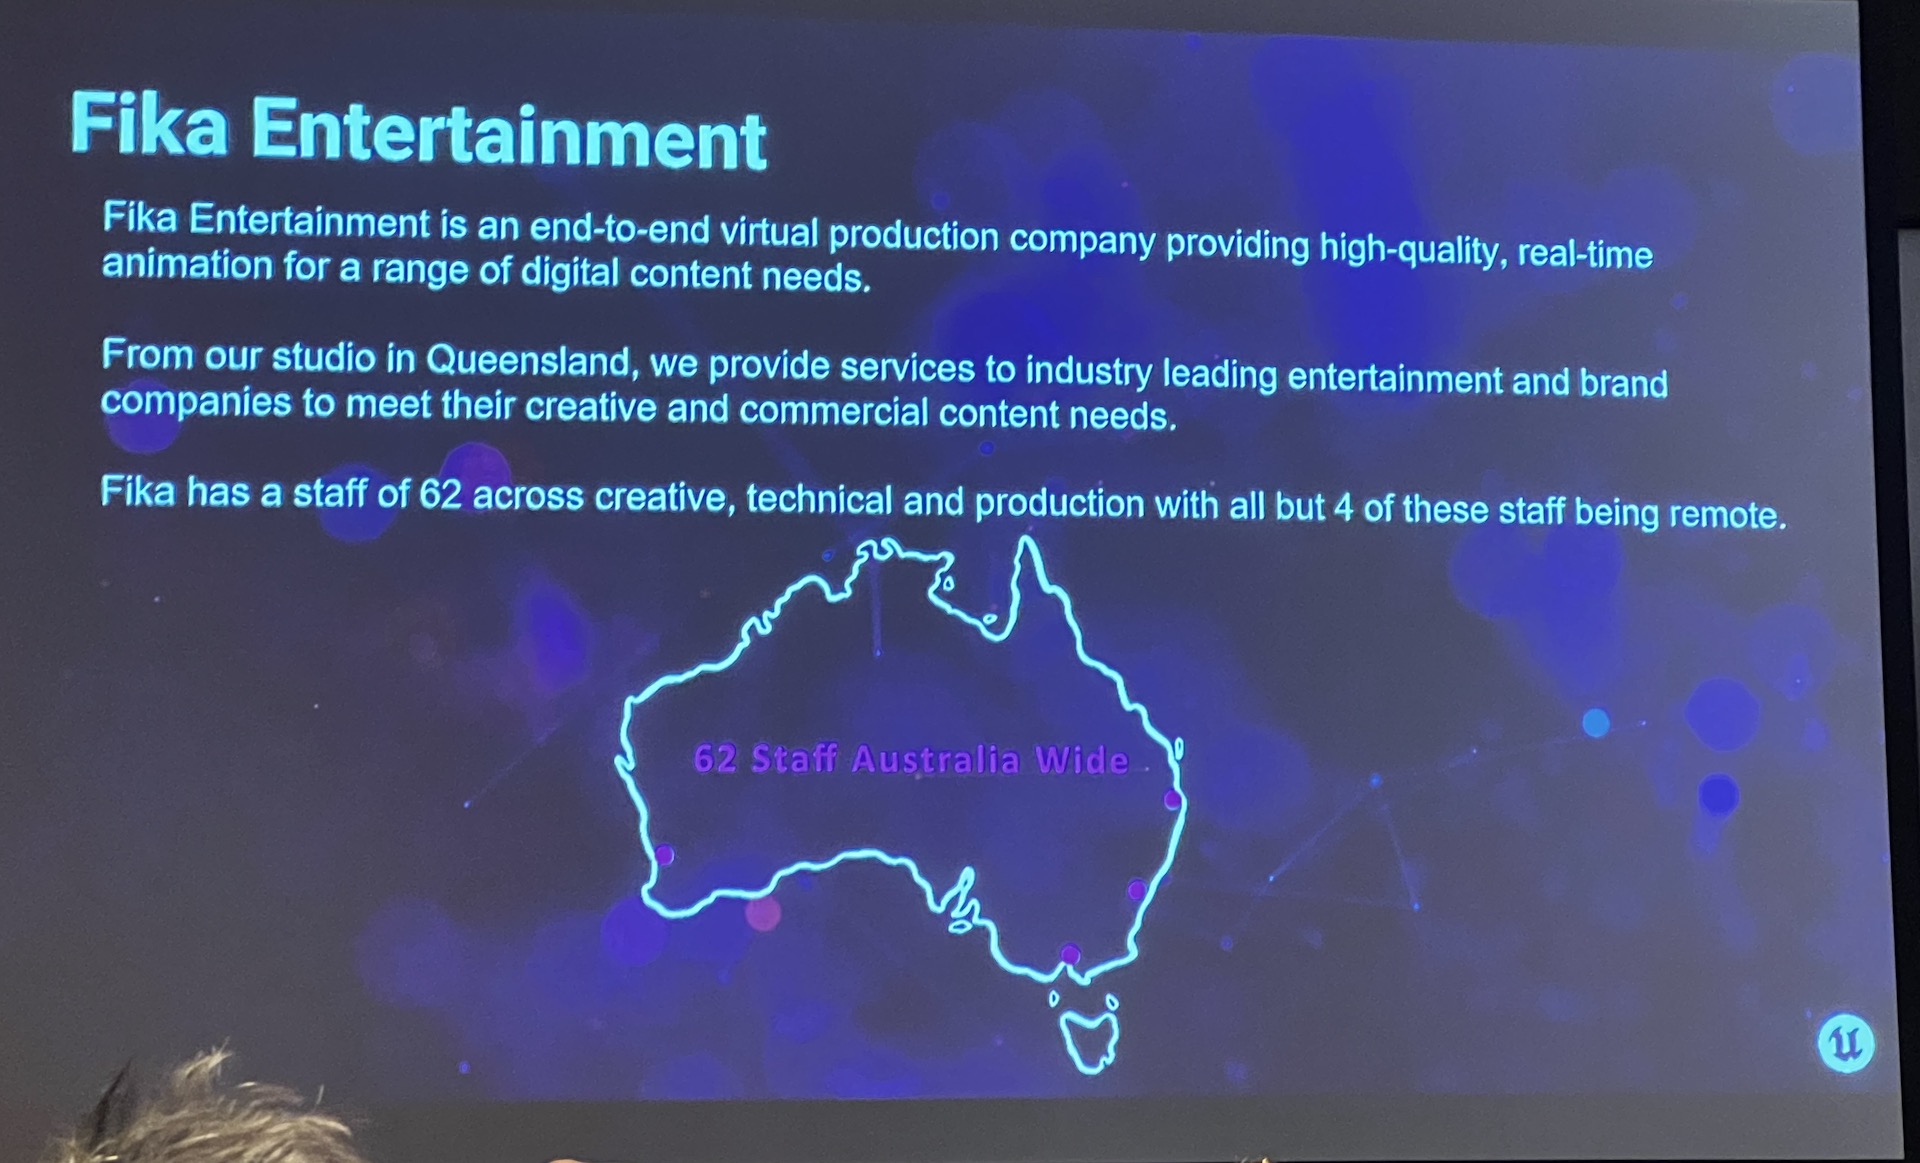 Fika Entertainment
Fika Entertainment is an end-to-end virtual production company providing high-quality, real-time
animation for a range of digital content needs.
From our studio in Queensland, we provide services to industry leading entertainment and brand
companies to meet their creative and commercial content needs.
Fika has a staff of 62 across creative, technical and production with all but 4 of these staff being remote.
62 Staff Australia Wide